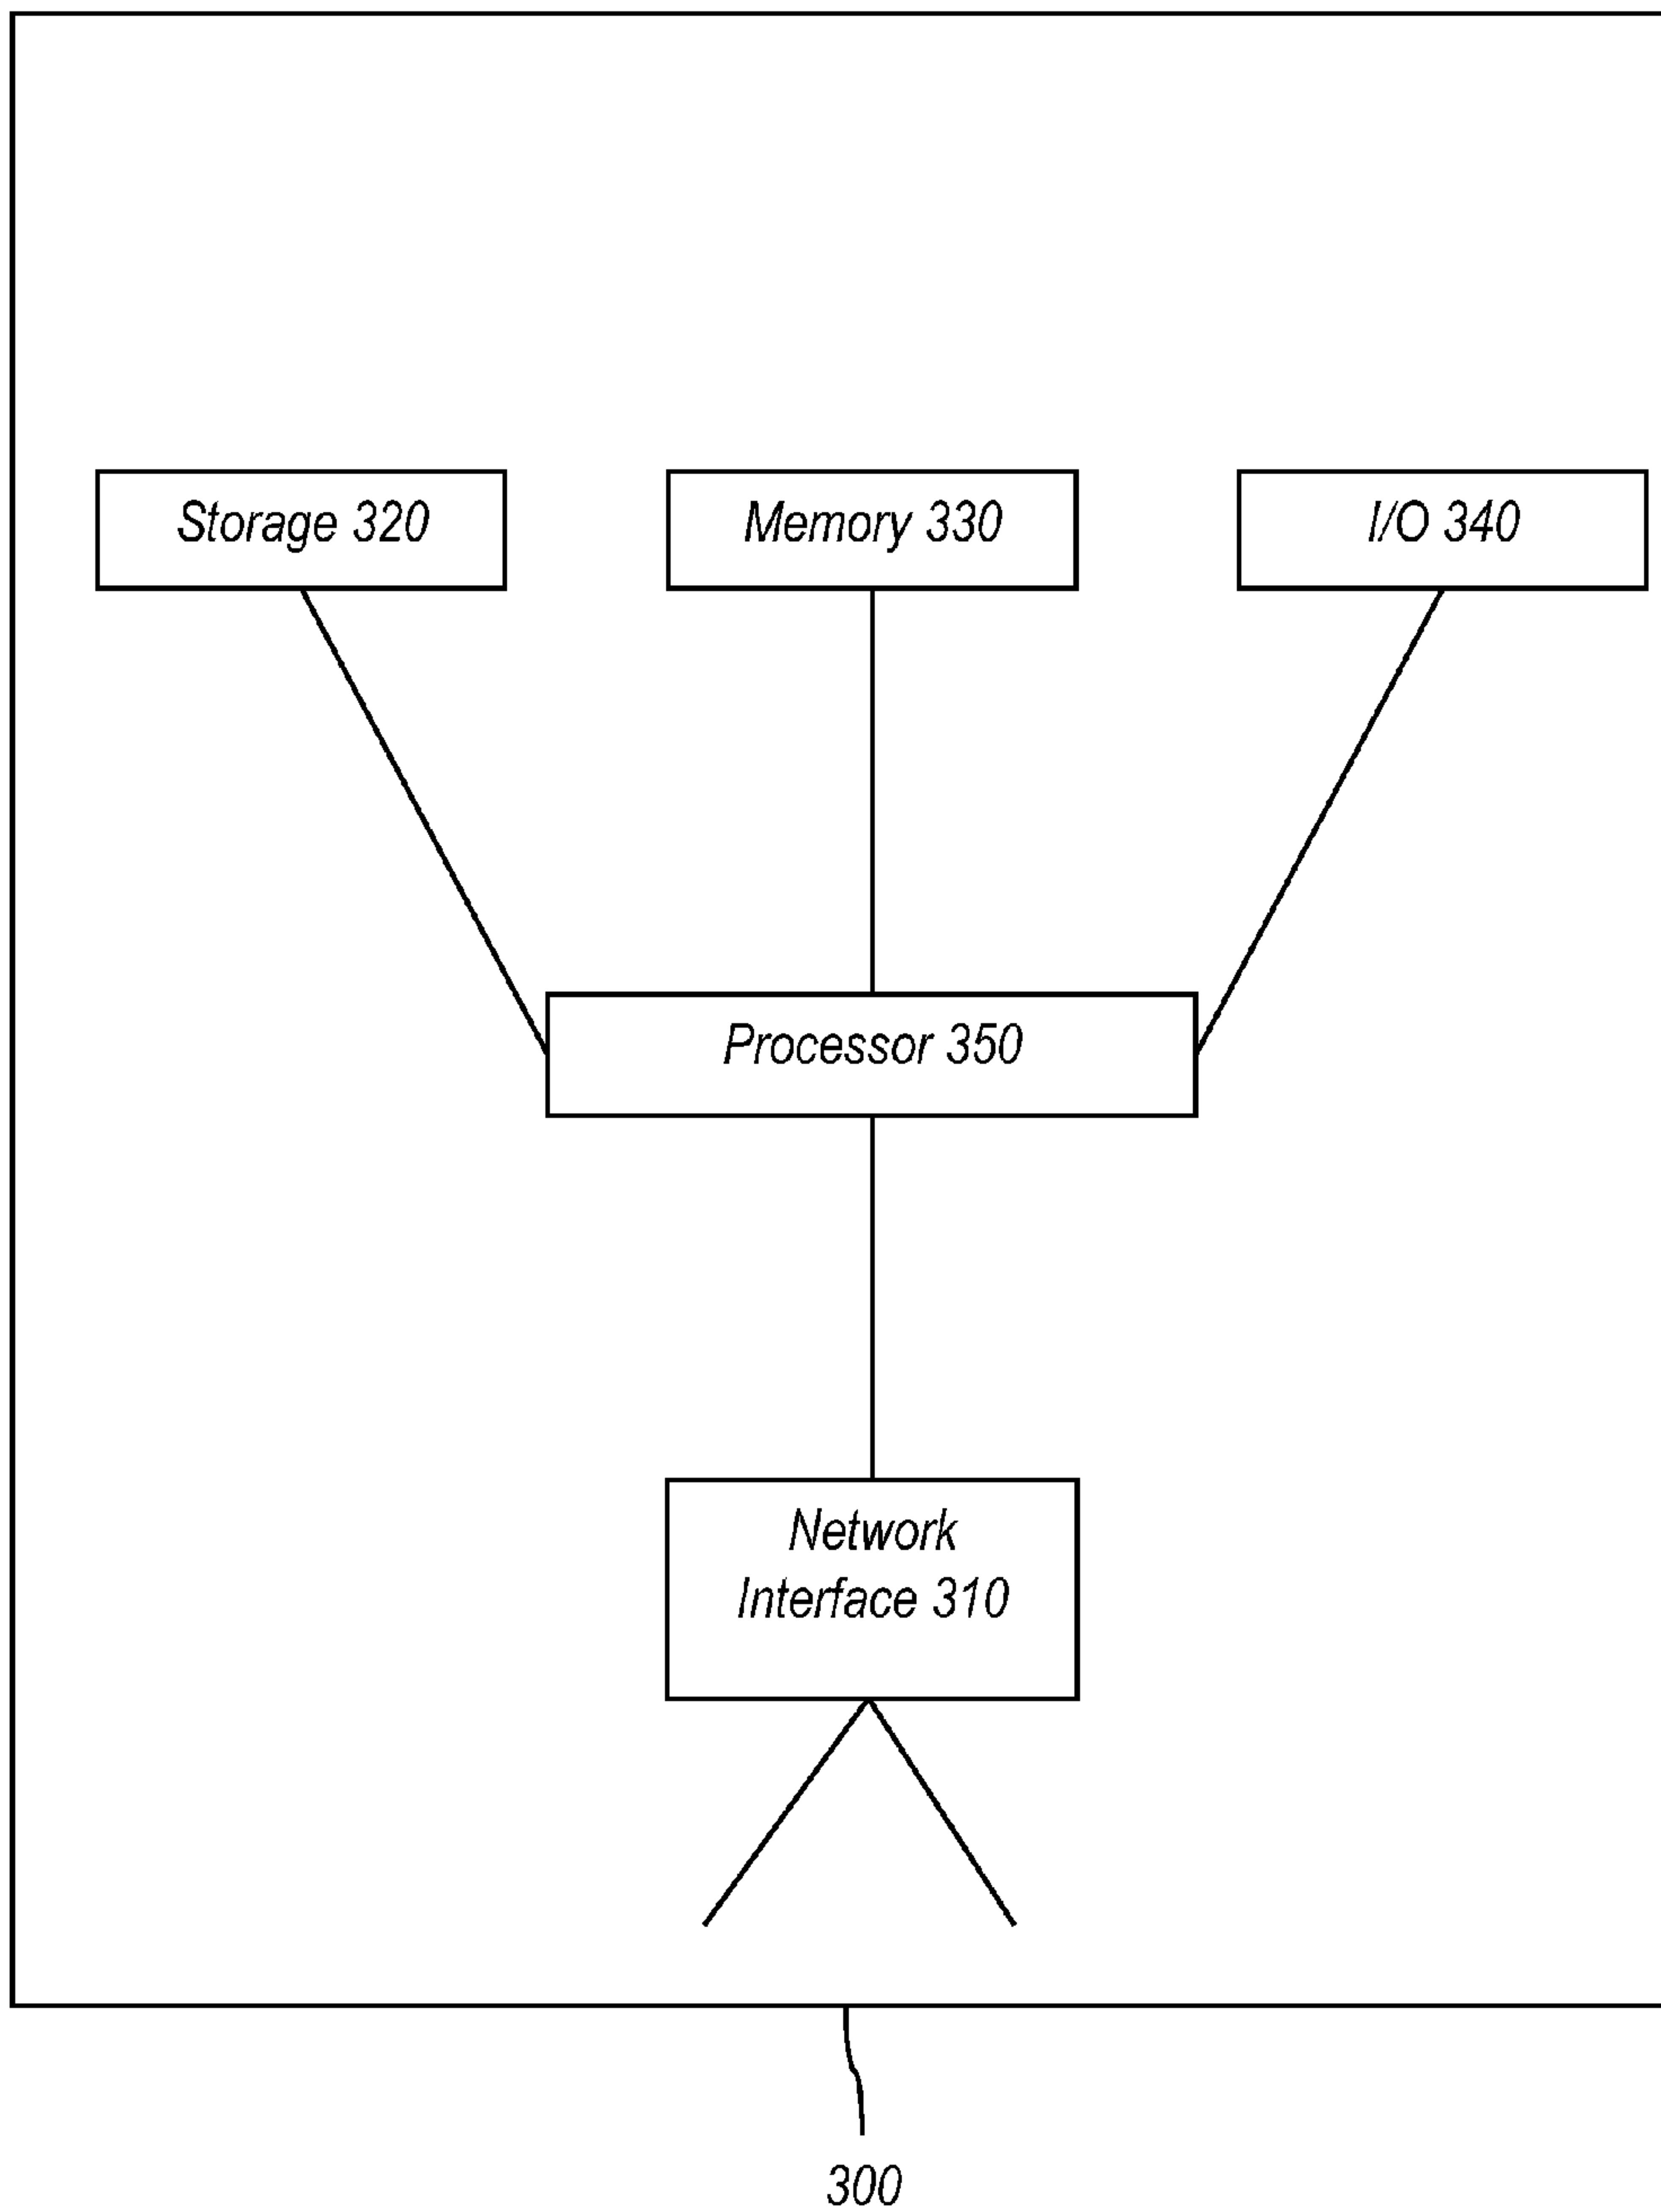 Storage 320
Memory 330
I/O 340
Processor 350
Network
Interface 310
300